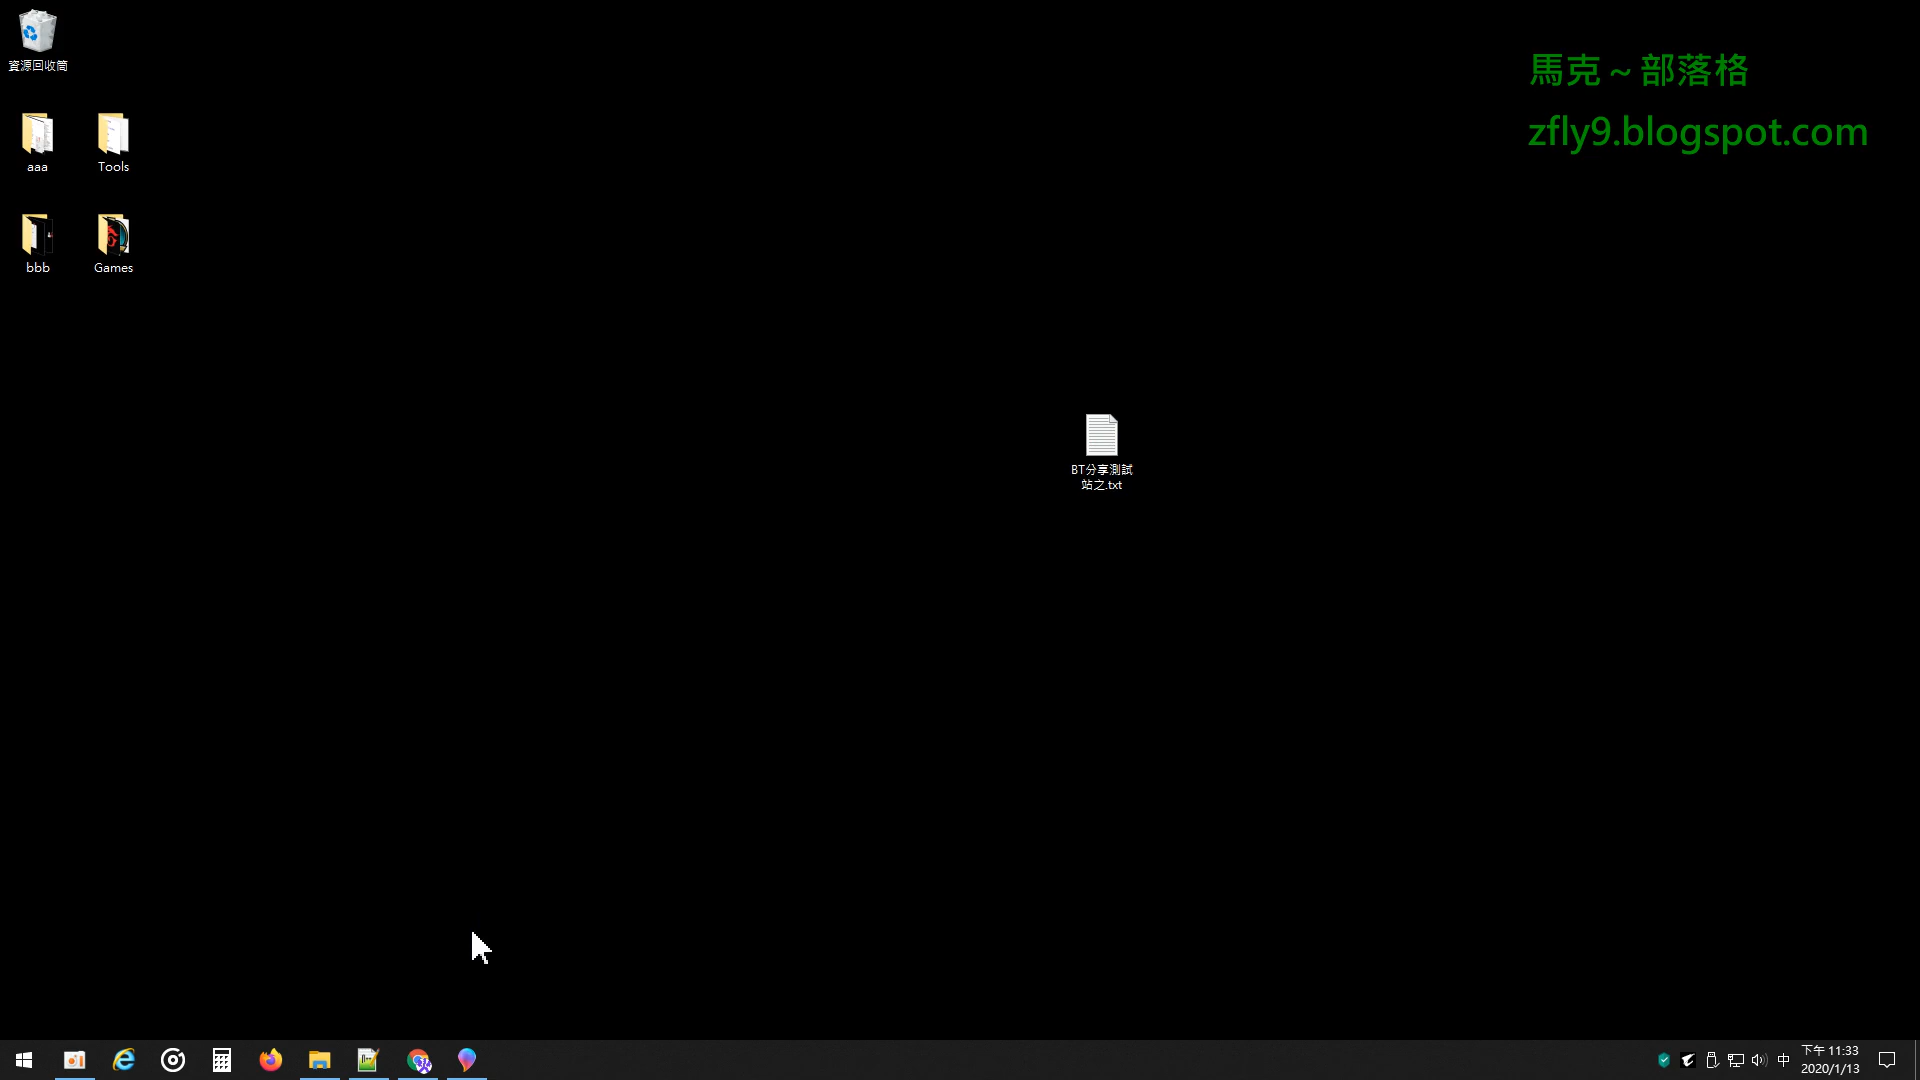 資源回收筒
馬克～部落格
zfly9.blogspot.com
aaa
Tools
bbb
Games
BT分享測試
站之.txt
中
下午 11:33
2020/1/13